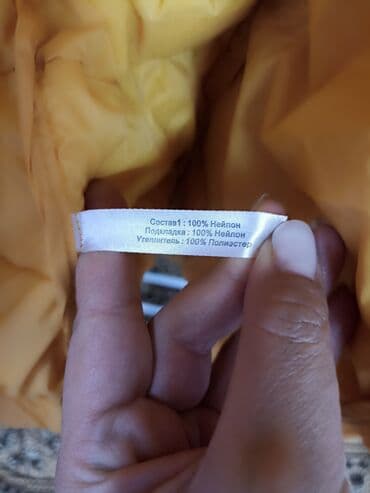 Состав1 : 100% Нейлон
Подкладка : 100% Нейлон
Утеплитель : 100% Полиэстер